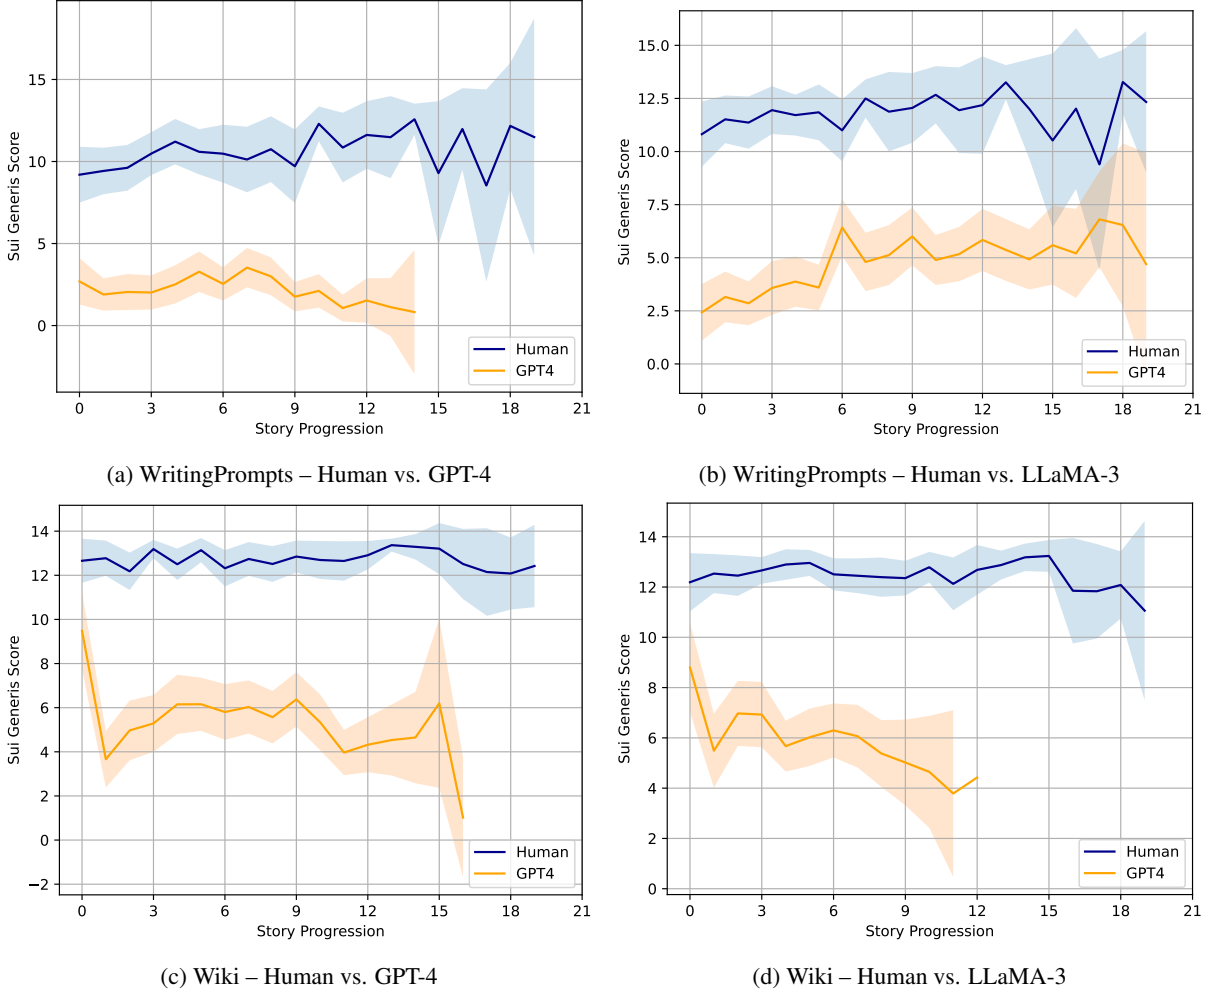 15
10
5
0
Sui Generis Score
Human
GPT4
0 3 6 9 12 15 18 21
Story Progression
(a) WritingPrompts – Human vs. GPT-4
15.0
12.5
10.0
7.5
5.0
2.5
0.0
Sui Generis Score
Human
GPT4
0 3 6 9 12 15 18 21
Story Progression
(b) WritingPrompts – Human vs. LLaMA-3
14
12
10
8
6
4
2
0
−2
Sui Generis Score
Human
GPT4
0 3 6 9 12 15 18 21
Story Progression
(c) Wiki – Human vs. GPT-4
14
12
10
8
6
4
2
0
Sui Generis Score
Human
GPT4
0 3 6 9 12 15 18 21
Story Progression
(d) Wiki – Human vs. LLaMA-3